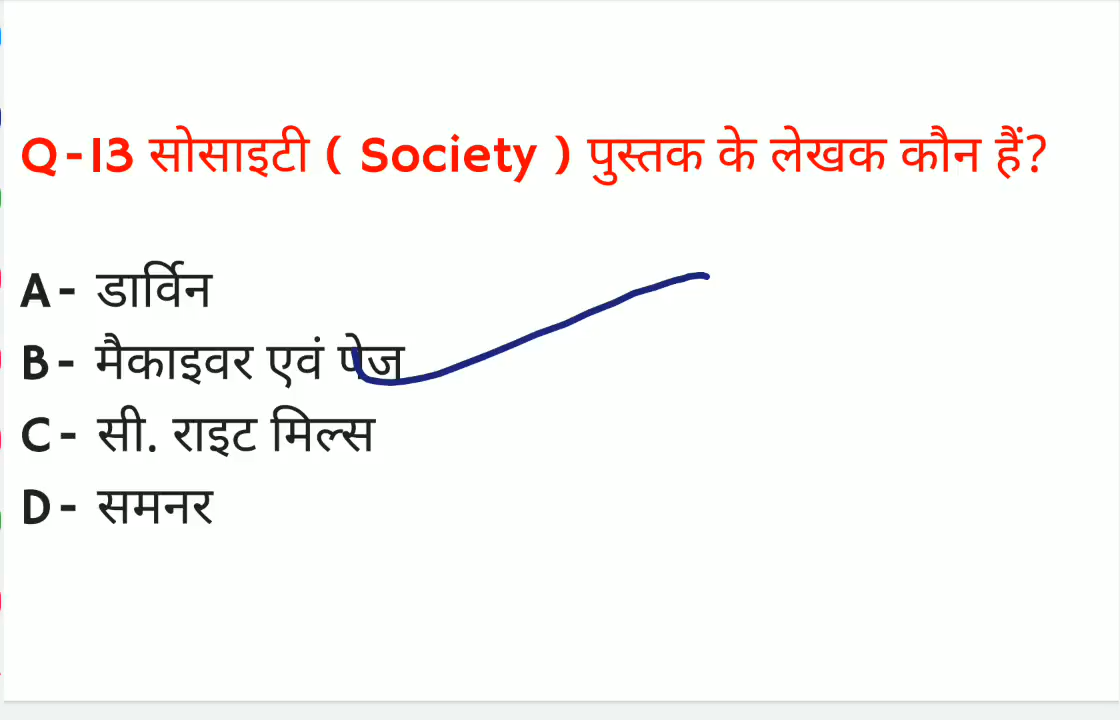 Q-13 सोसाइटी ( Society ) पुस्तक के लेखक कौन हैं?
A- डार्विन
B- मैकाइवर एवं पेज
C- सी. राइट मिल्स
D- समनर